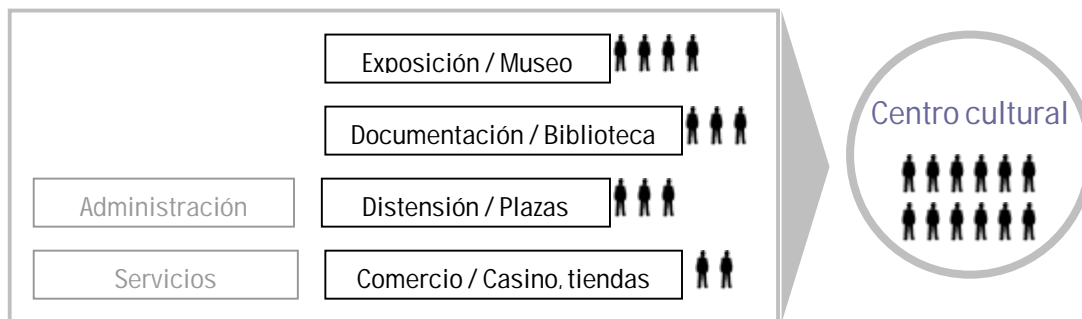 Exposición / Museo
Documentación / Biblioteca
Administración
Distensión / Plazas
Servicios
Comercio / Casino, tiendas
Centro cultural